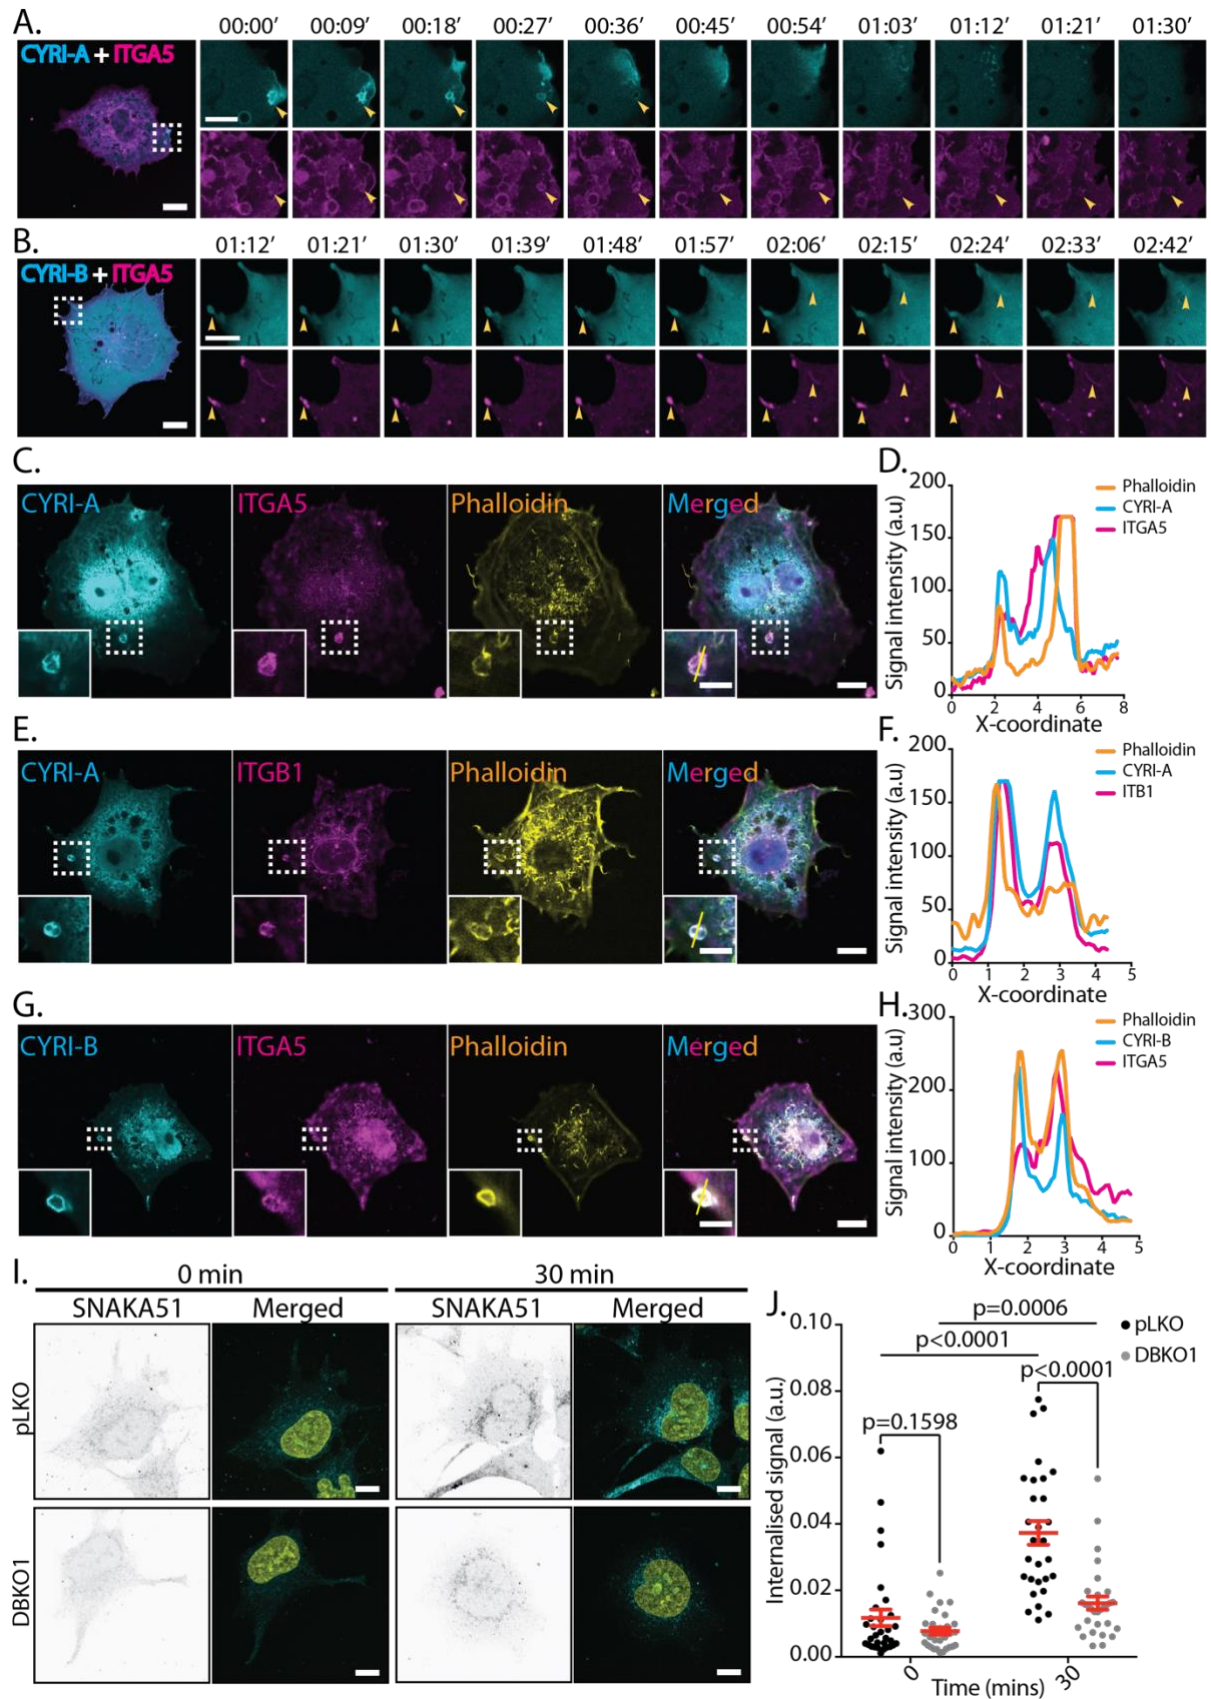 A.
00:00′ 00:09′ 00:18′ 00:27′ 00:36′ 00:45′ 00:54′ 01:03′ 01:12′ 01:21′ 01:30′
CYRI-A + ITGA5
B.
01:12′ 01:21′ 01:30′ 01:39′ 01:48′ 01:57′ 02:06′ 02:15′ 02:24′ 02:33′ 02:42′
CYRI-B + ITGA5
C.
CYRI-A ITGA5 Phalloidin Merged
D.
Signal intensity (a.u)
200
150
100
50
0
0 2 4 6 8
X-coordinate
Phalloidin
CYRI-A
ITGA5
E.
CYRI-A ITGB1 Phalloidin Merged
F.
Signal intensity (a.u)
200
150
100
50
0
0 1 2 3 4 5
X-coordinate
Phalloidin
CYRI-A
ITB1
G.
CYRI-B ITGA5 Phalloidin Merged
H.
Signal intensity (a.u)
300
200
100
0
0 1 2 3 4 5
X-coordinate
Phalloidin
CYRI-B
ITGA5
I.
0 min 30 min
SNAKA51 Merged SNAKA51 Merged
pLKO
DBKO1
J.
Internalised signal (a.u.)
0.10
0.08
0.06
0.04
0.02
0.00
p=0.0006
p<0.0001
p<0.0001
p=0.1598
pLKO
DBKO1
0 30
Time (mins)